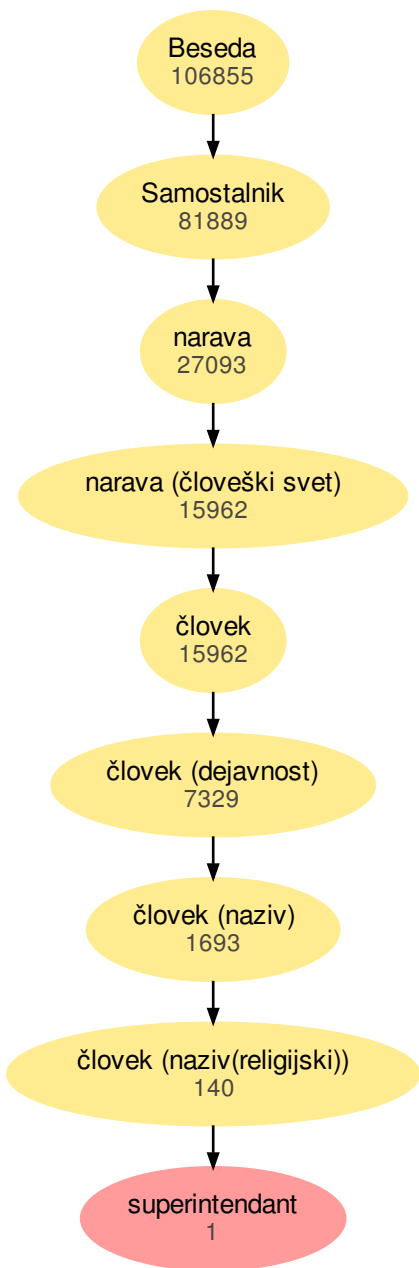 Beseda
106855
Samostalnik
81889
narava
27093
narava (človeški svet)
15962
človek
15962
človek (dejavnost)
7329
človek (naziv)
1693
človek (naziv(religijski))
140
superintendant
1